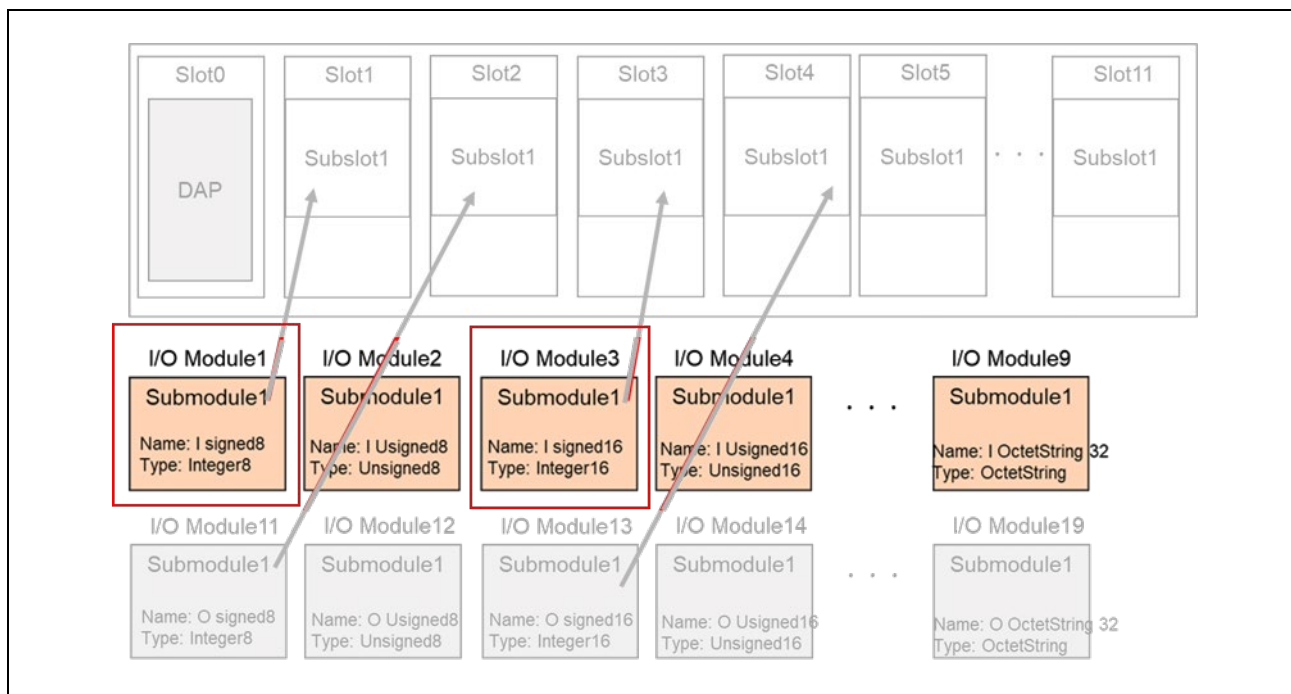 Slot0
Slot1
Slot2
Slot3
Slot4
Slot5
Slot11
DAP
Subslot1
Subslot1
Subslot1
Subslot1
Subslot1
. . .
Subslot1
I/O Module1
I/O Module2
I/O Module3
I/O Module4
I/O Module9
Submodule1
Name: I signed8
Type: Integer8
Submodule1
Name: I Usigned8
Type: Unsigned8
Submodule1
Name: I signed16
Type: Integer16
Submodule1
Name: I Usigned16
Type: Unsigned16
. . .
Submodule1
Name: I OctetString 32
Type: OctetString
I/O Module11
I/O Module12
I/O Module13
I/O Module14
I/O Module19
Submodule1
Name: O signed8
Type: Integer8
Submodule1
Name: O Usigned8
Type: Unsigned8
Submodule1
Name: O signed16
Type: Integer16
Submodule1
Name: O Usigned16
Type: Unsigned16
. . .
Submodule1
Name: O OctetString 32
Type: OctetString